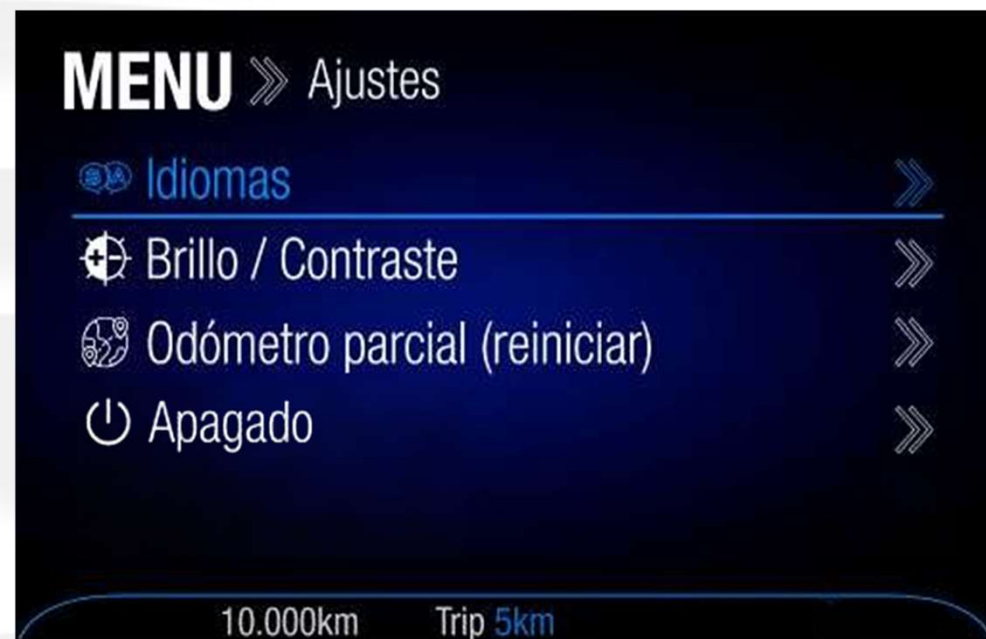 MENU Ajustes
Idiomas
Brillo / Contraste
Odómetro parcial (reiniciar)
Apagado
10.000km Trip 5km